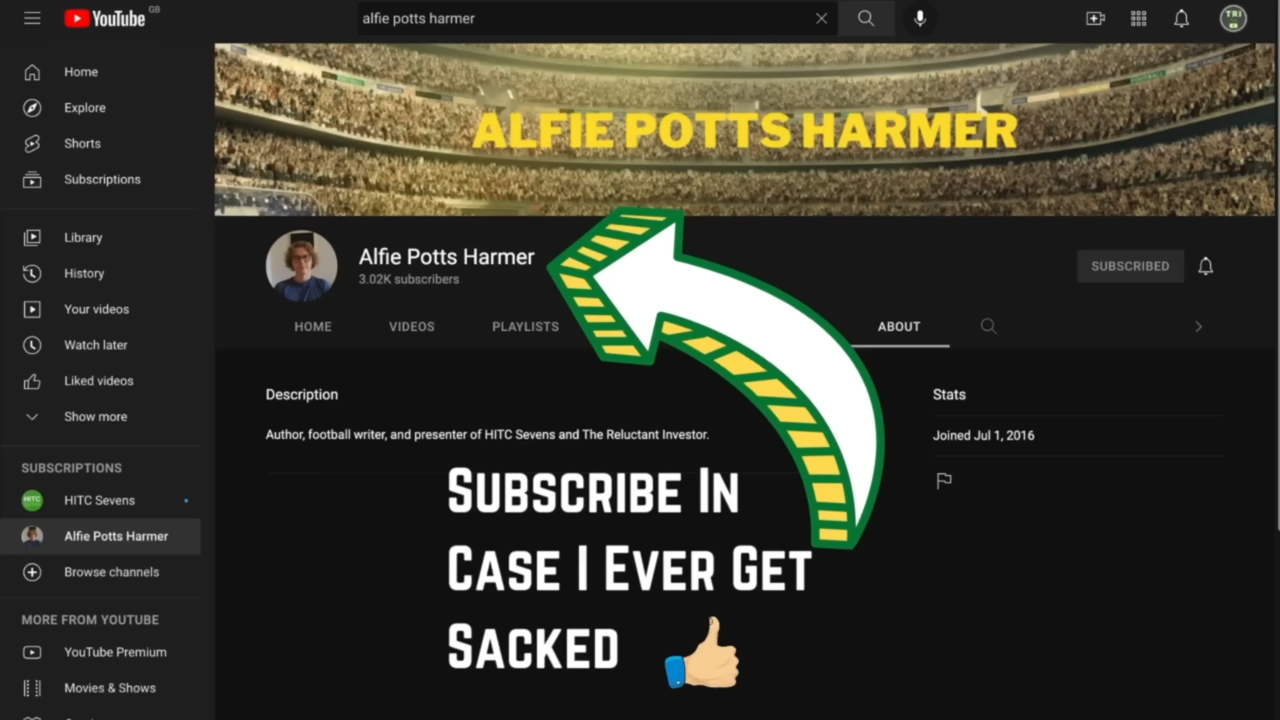 YouTube GB
alfie potts harmer
TRI
Home
Explore
Shorts
Subscriptions
Library
History
Your videos
Watch later
Liked videos
Show more
SUBSCRIPTIONS
HITC HITC Sevens
Alfie Potts Harmer
Browse channels
MORE FROM YOUTUBE
YouTube Premium
Movies & Shows
ALFIE POTTS HARMER
Alfie Potts Harmer
3.02K subscribers
SUBSCRIBED
HOME VIDEOS PLAYLISTS ABOUT
Description
Author, football writer, and presenter of HITC Sevens and The Reluctant Investor.
Stats
Joined Jul 1, 2016
SUBSCRIBE IN
CASE I EVER GET
SACKED